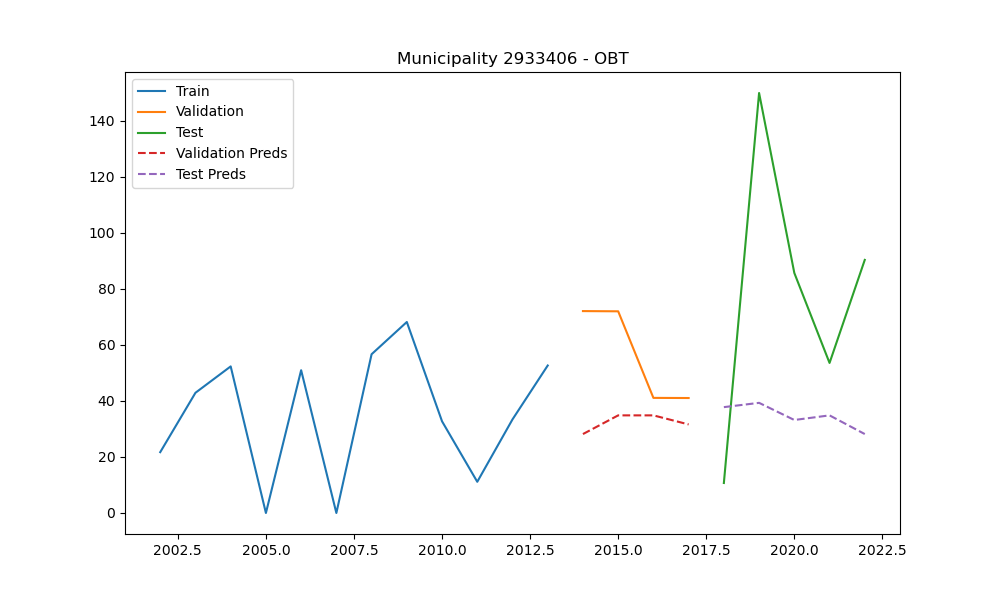 Municipality 2933406 - OBT
Train
Validation
Test
Validation Preds
Test Preds
140
120
100
80
60
40
20
0
2002.5 2005.0 2007.5 2010.0 2012.5 2015.0 2017.5 2020.0 2022.5